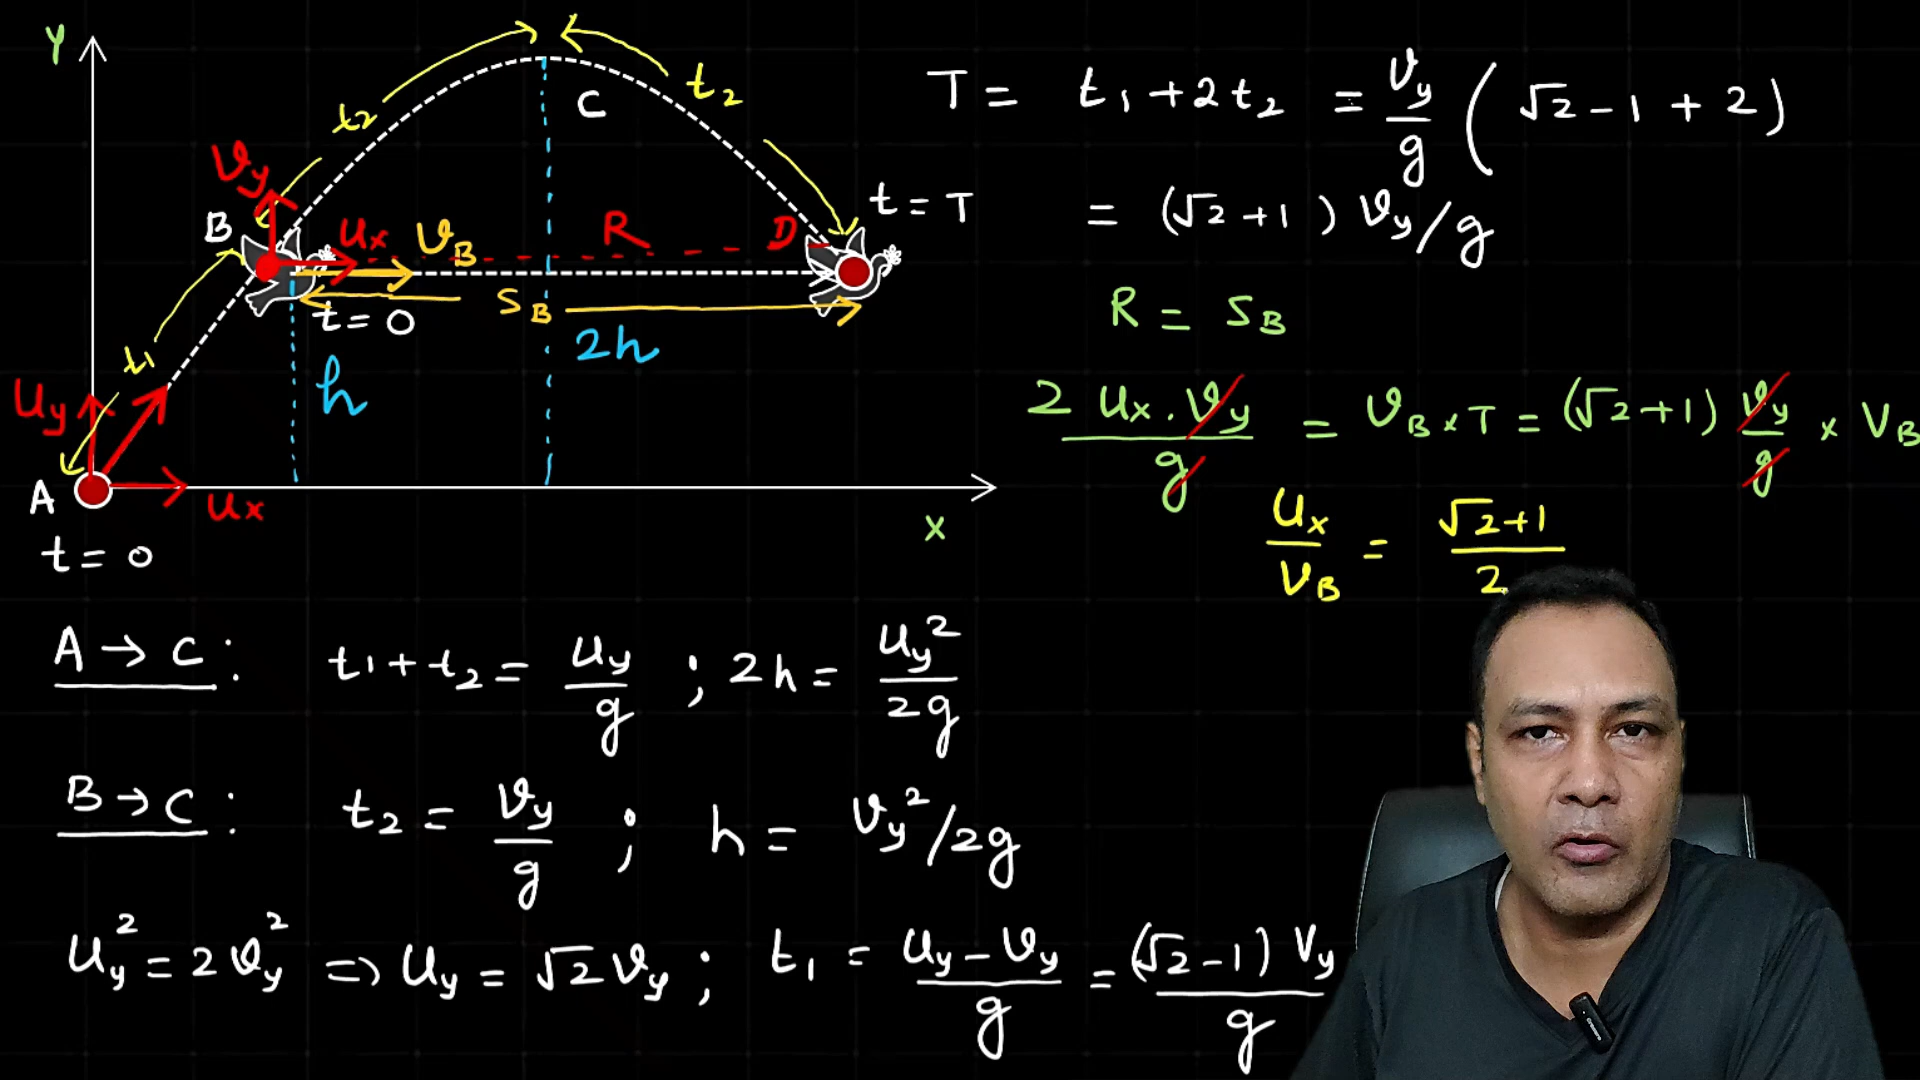 Y
t₂
t₂
C
vy
B
ux
vB
R
D
t = T
SB
t = 0
2h
h
t₁
uy
A
ux
x
t = 0
T = t₁ + 2t₂ = vy/g (√2 - 1 + 2)
= (√2 + 1) vy/g
R = SB
2 ux . vy / g = vB × T = (√2 + 1) vy/g × VB
ux/VB = (√2 + 1)/2
A → C : t₁ + t₂ = uy/g ; 2h = uy²/2g
B → C : t₂ = vy/g ; h = vy²/2g
uy² = 2vy² ⇒ uy = √2 vy ; t₁ = (uy - vy)/g = (√2 - 1) Vy/g